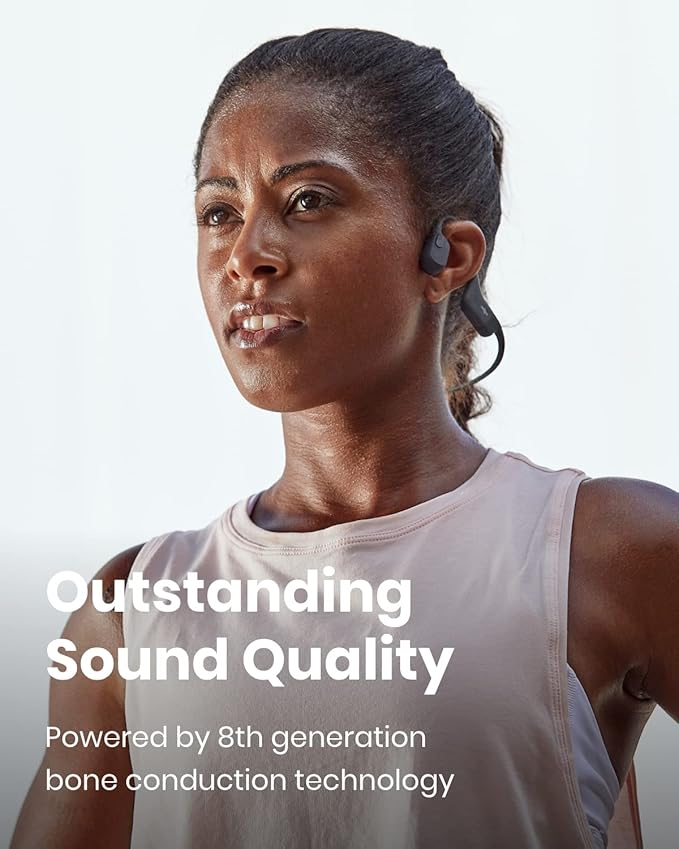 Outstanding
Sound Quality
Powered by 8th generation
bone conduction technology